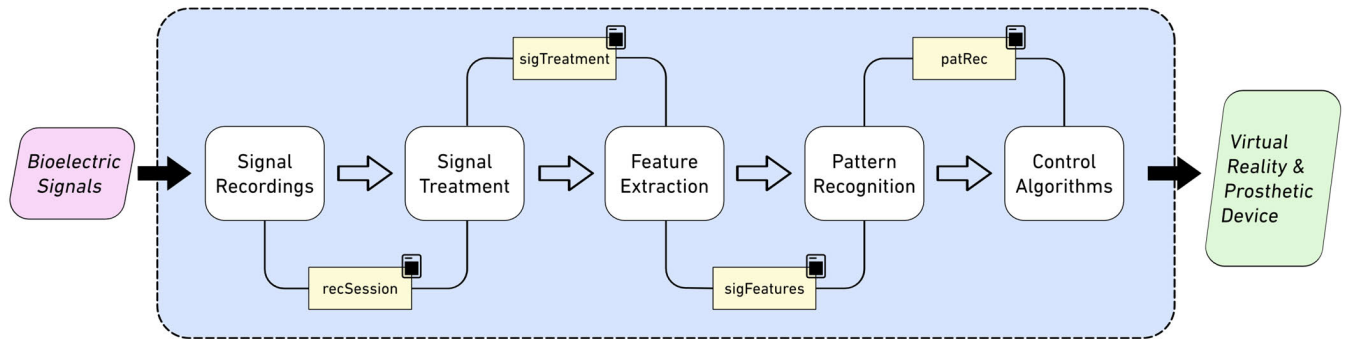 sigTreatment
patRec
Bioelectric
Signals
Signal
Recordings
Signal
Treatment
Feature
Extraction
Pattern
Recognition
Control
Algorithms
Virtual
Reality &
Prosthetic
Device
recSession
sigFeatures